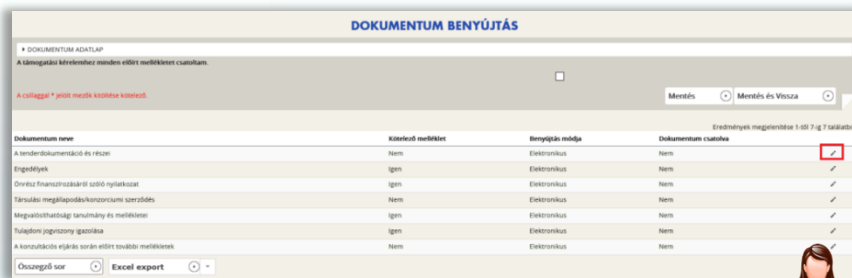 DOKUMENTUM BENYÚJTÁS
DOKUMENTUM ADATLAP
A támogatási kérelemhez minden előírt mellékletet csatoltam.
A csillaggal * jelölt mezők kitöltése kötelező.
Mentés Mentés és Vissza
Eredmények megjelenítése 1-től 7-ig 7 találatból
Dokumentum neve Kötelező melléklet Benyújtás módja Dokumentum csatolva
A tenderdokumentáció és részei Nem Elektronikus Nem
Engedélyek Igen Elektronikus Nem
Önrész finanszírozásáról szóló nyilatkozat Igen Elektronikus Nem
Társulási megállapodás/konzorciumi szerződés Nem Elektronikus Nem
Megvalósíthatósági tanulmány és mellékletei Igen Elektronikus Nem
Tulajdoni jogviszony igazolása Igen Elektronikus Nem
A konzultációs eljárás során előírt további mellékletek Nem Elektronikus Nem
Összegző sor Excel export